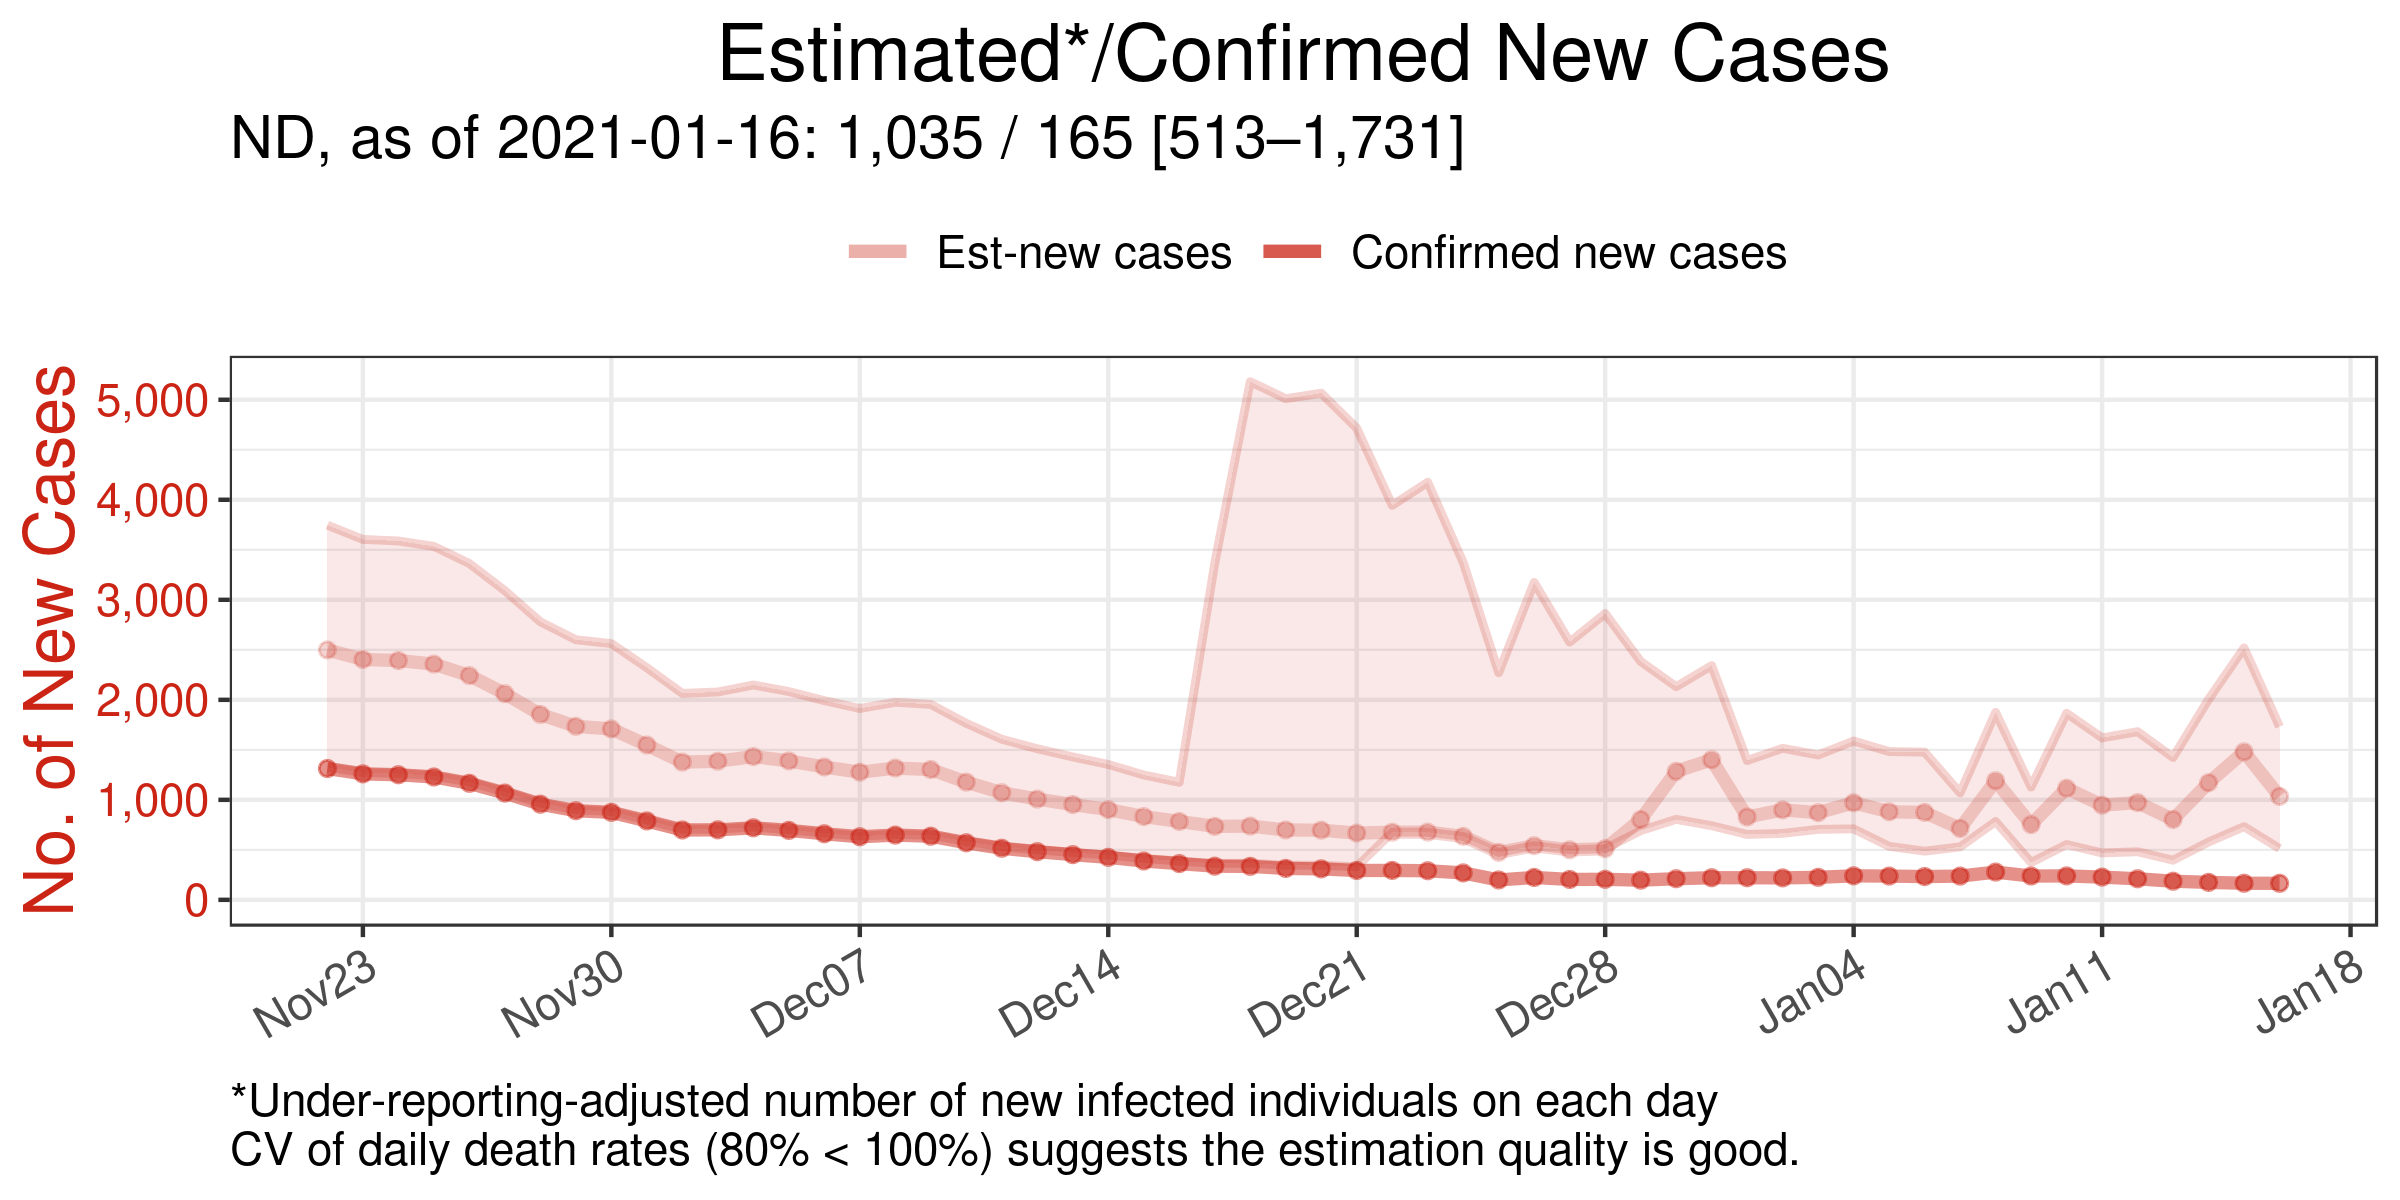 Estimated*/Confirmed New Cases
ND, as of 2021-01-16: 1,035 / 165 [513–1,731]
Est-new cases Confirmed new cases
No. of New Cases
5,000
4,000
3,000
2,000
1,000
0
Nov23 Nov30 Dec07 Dec14 Dec21 Dec28 Jan04 Jan11 Jan18
*Under-reporting-adjusted number of new infected individuals on each day
CV of daily death rates (80% < 100%) suggests the estimation quality is good.